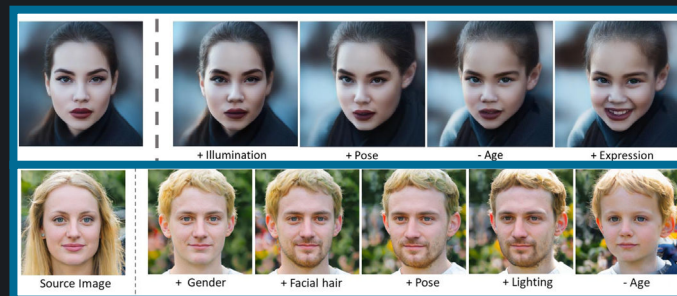 + Illumination
+ Pose
- Age
+ Expression
Source Image
+ Gender
+ Facial hair
+ Pose
+ Lighting
- Age